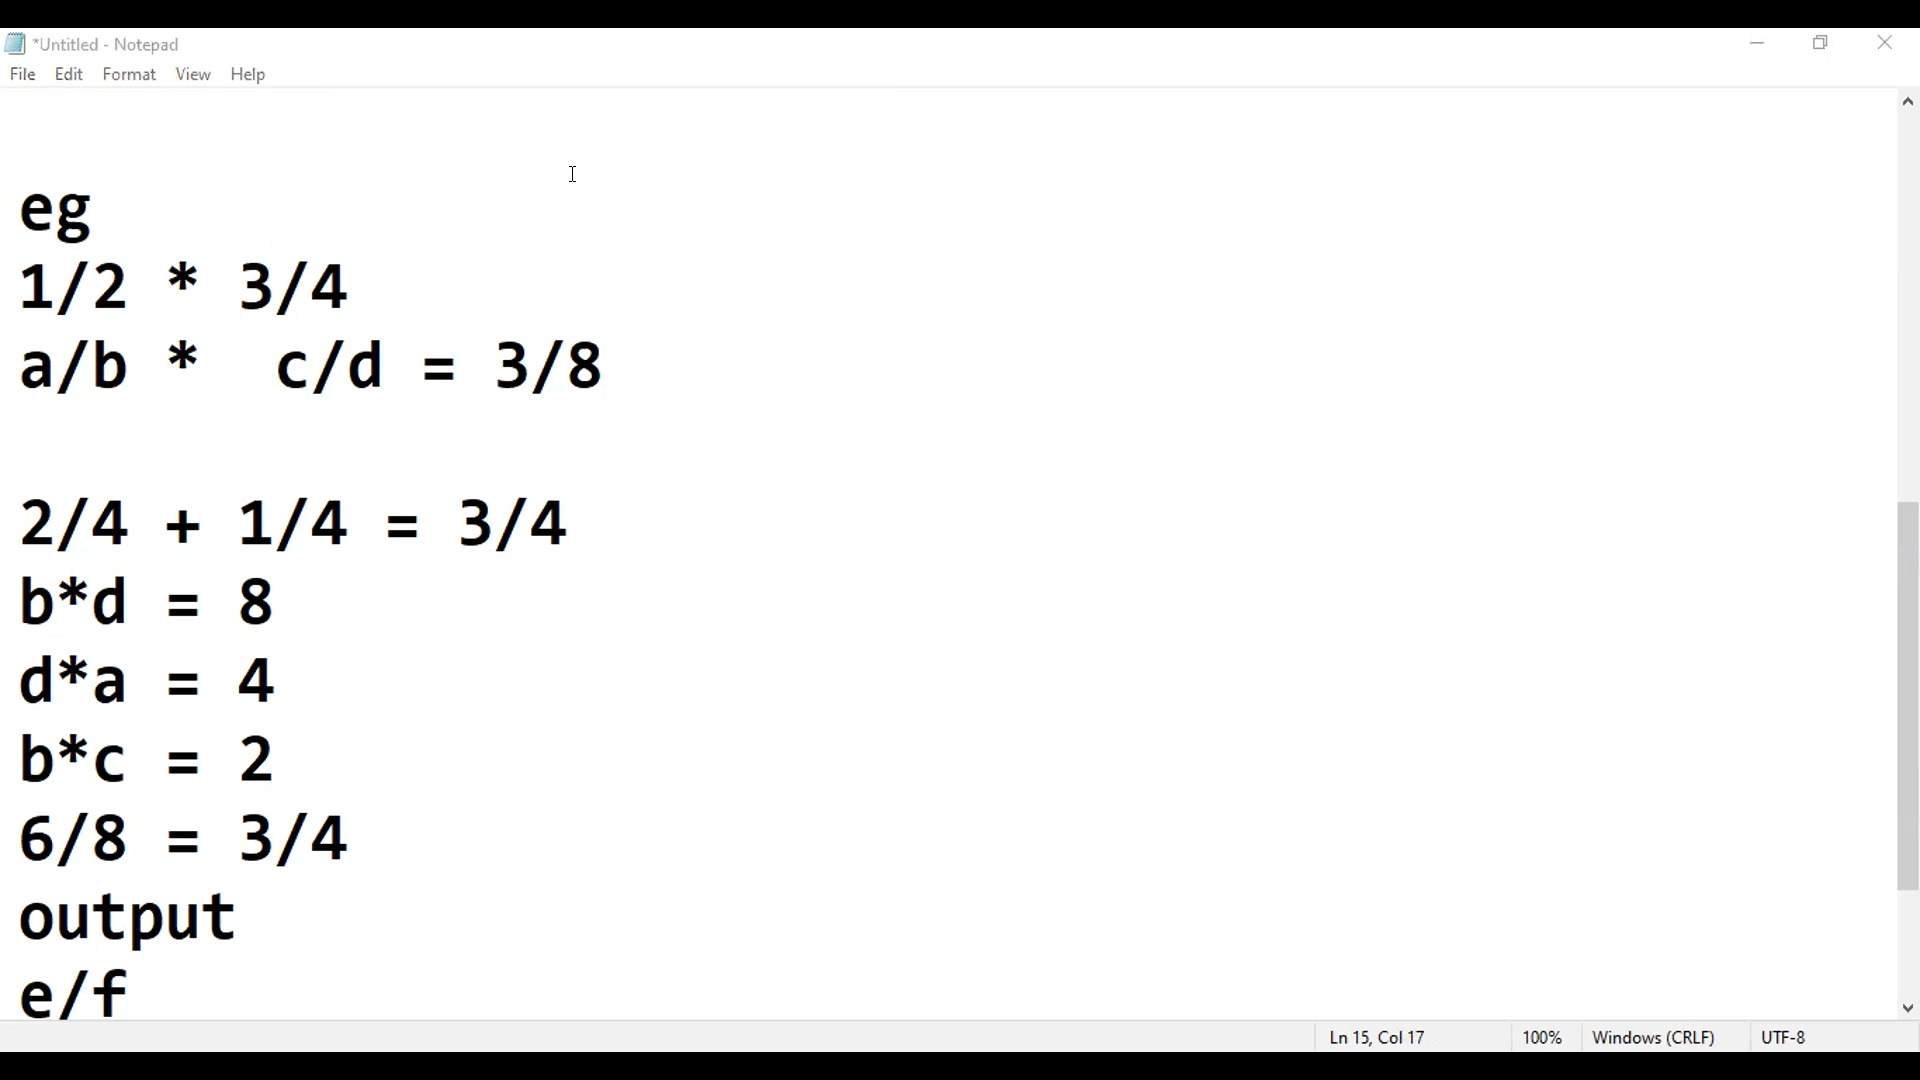 *Untitled - Notepad
File Edit Format View Help
eg
1/2 * 3/4
a/b *  c/d = 3/8
2/4 + 1/4 = 3/4
b*d = 8
d*a = 4
b*c = 2
6/8 = 3/4
output
e/f
Ln 15, Col 17 100% Windows (CRLF) UTF-8